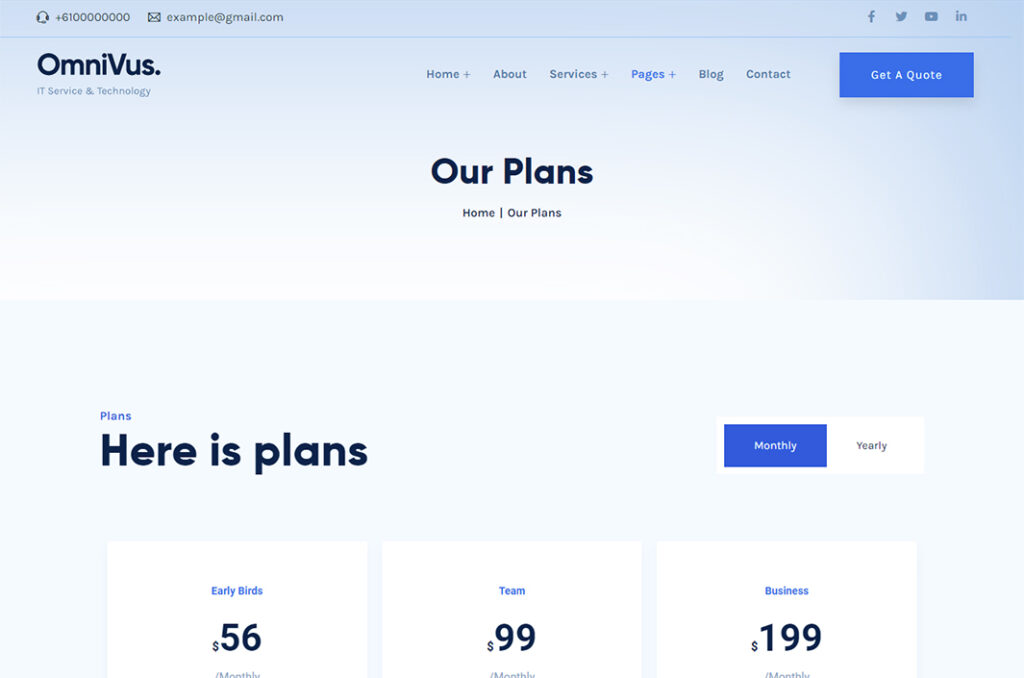 +6100000000 example@gmail.com
OmniVus.
IT Service & Technology
Home + About Services + Pages + Blog Contact
Get A Quote
Our Plans
Home | Our Plans
Plans
Here is plans
Monthly Yearly
Early Birds Team Business
$56 $99 $199
/Monthly /Monthly /Monthly